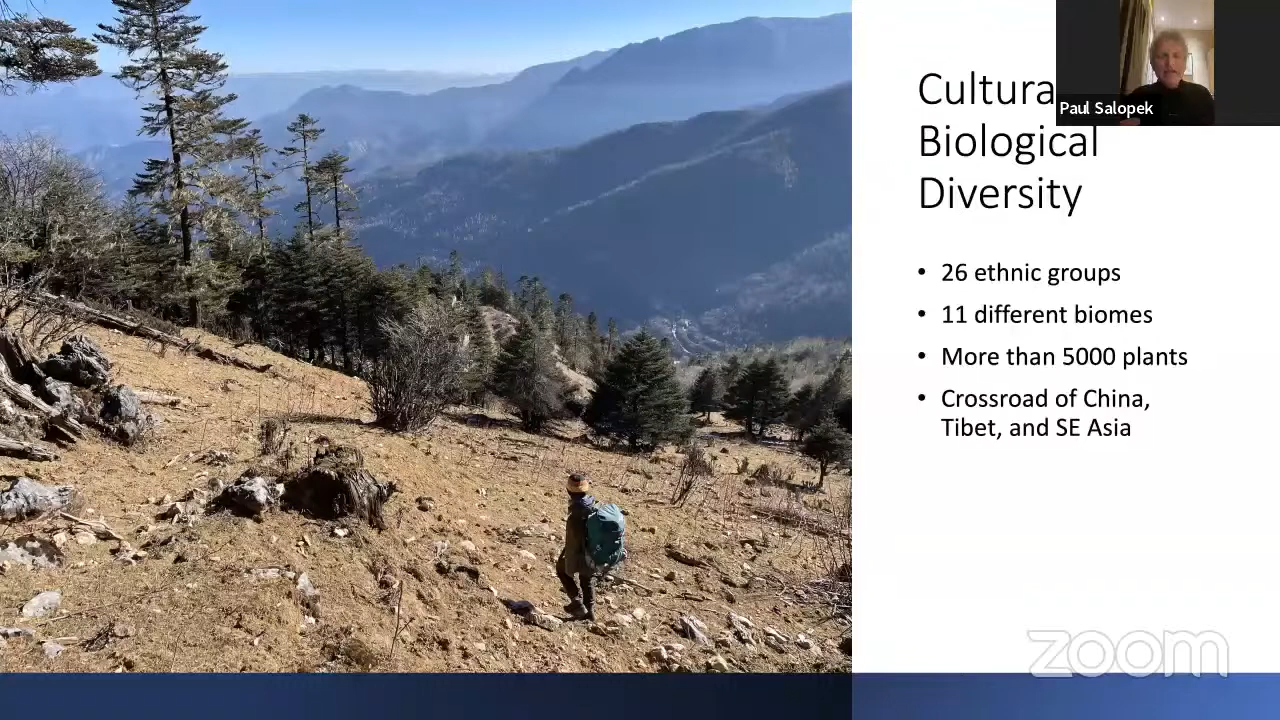 Cultura
Biological
Diversity
Paul Salopek
• 26 ethnic groups
• 11 different biomes
• More than 5000 plants
• Crossroad of China,
Tibet, and SE Asia
zoom